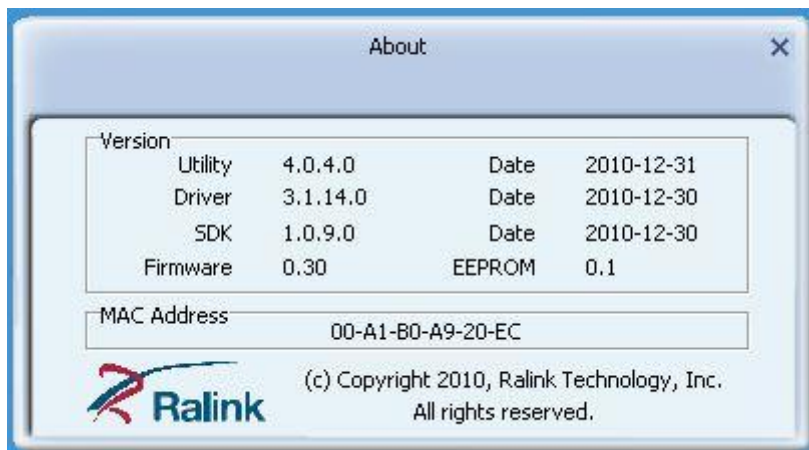 About
Version
Utility 4.0.4.0 Date 2010-12-31
Driver 3.1.14.0 Date 2010-12-30
SDK 1.0.9.0 Date 2010-12-30
Firmware 0.30 EEPROM 0.1
MAC Address
00-A1-B0-A9-20-EC
Ralink
(c) Copyright 2010, Ralink Technology, Inc.
All rights reserved.